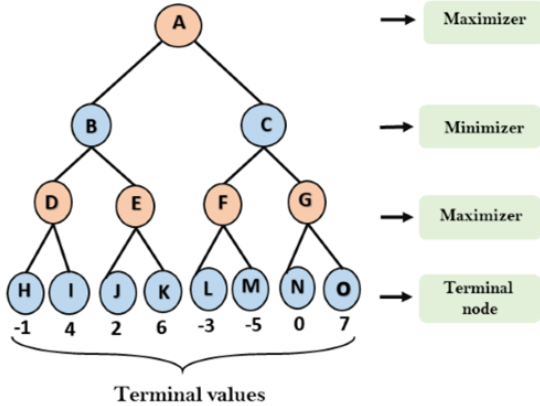 A
Maximizer
B
C
Minimizer
D
E
F
G
Maximizer
H
I
J
K
L
M
N
O
Terminal
node
-1
4
2
6
-3
-5
0
7
Terminal values